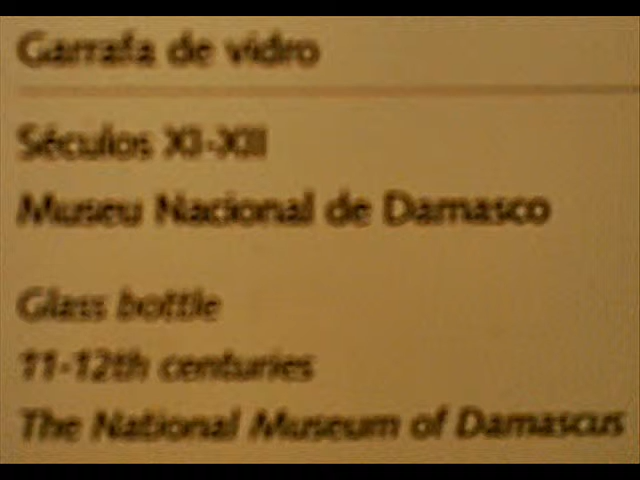 Garrafa de vidro
Séculos XI-XII
Museu Nacional de Damasco
Glass bottle
11-12th centuries
The National Museum of Damascus